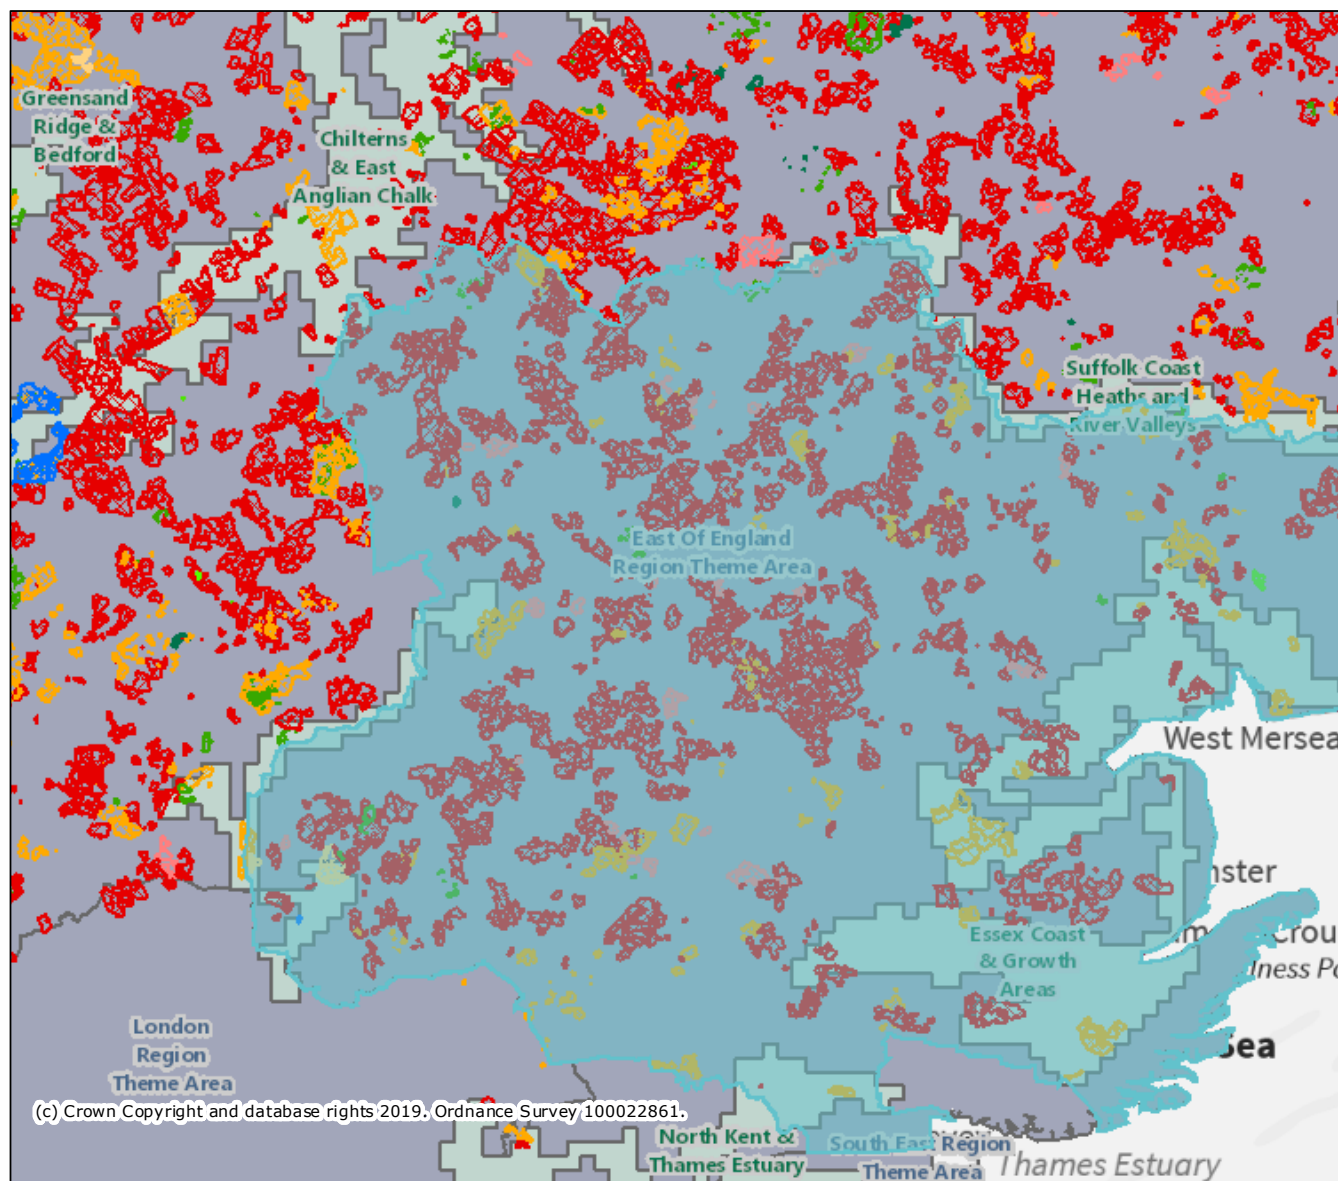 Greensand
Ridge &
Bedford
Chilterns
& East
Anglian Chalk
Suffolk Coast
Heaths and
River Valleys
East Of England
Region Theme Area
West Mersea
Essex Coast
& Growth
Areas
London
Region
Theme Area
(c) Crown Copyright and database rights 2019. Ordnance Survey 100022861.
North Kent &
Thames Estuary
South East Region
Theme Area
Thames Estuary